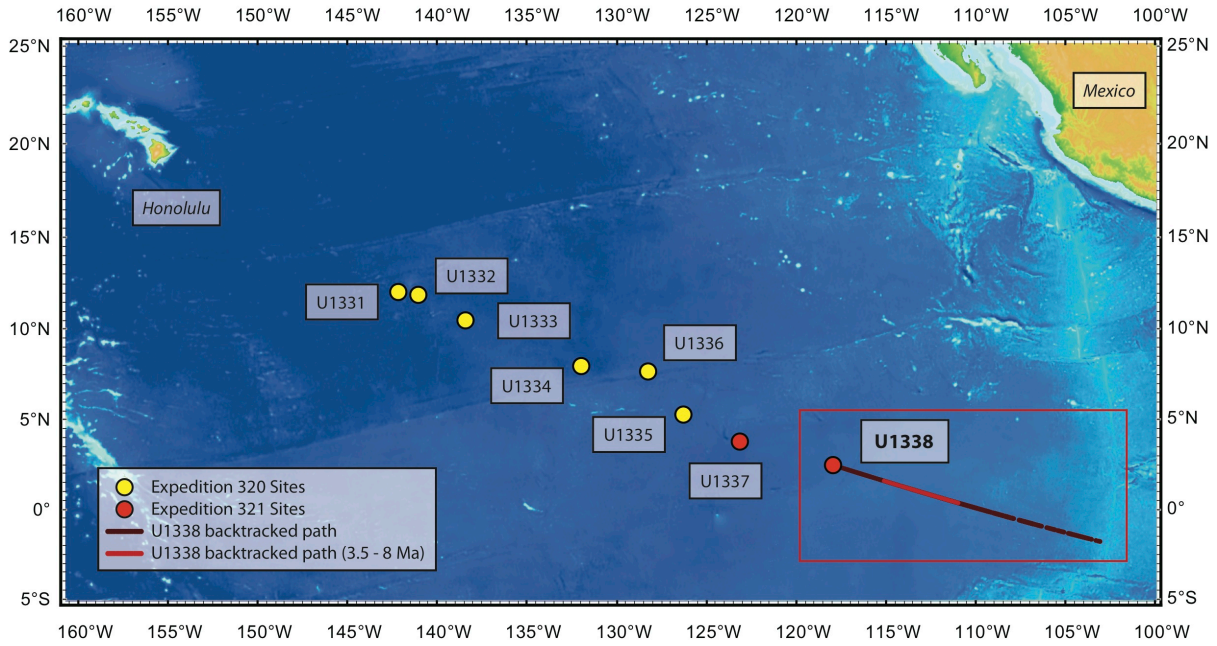 160°W 155°W 150°W 145°W 140°W 135°W 130°W 125°W 120°W 115°W 110°W 105°W 100°W
25°N 25°N
Mexico
20°N 20°N
Honolulu
15°N 15°N
U1332
U1331
U1333
10°N 10°N
U1336
U1334
5°N 5°N
U1335
U1338
U1337
Expedition 320 Sites
Expedition 321 Sites
0° 0°
U1338 backtracked path
U1338 backtracked path (3.5 - 8 Ma)
5°S 5°S
160°W 155°W 150°W 145°W 140°W 135°W 130°W 125°W 120°W 115°W 110°W 105°W 100°W